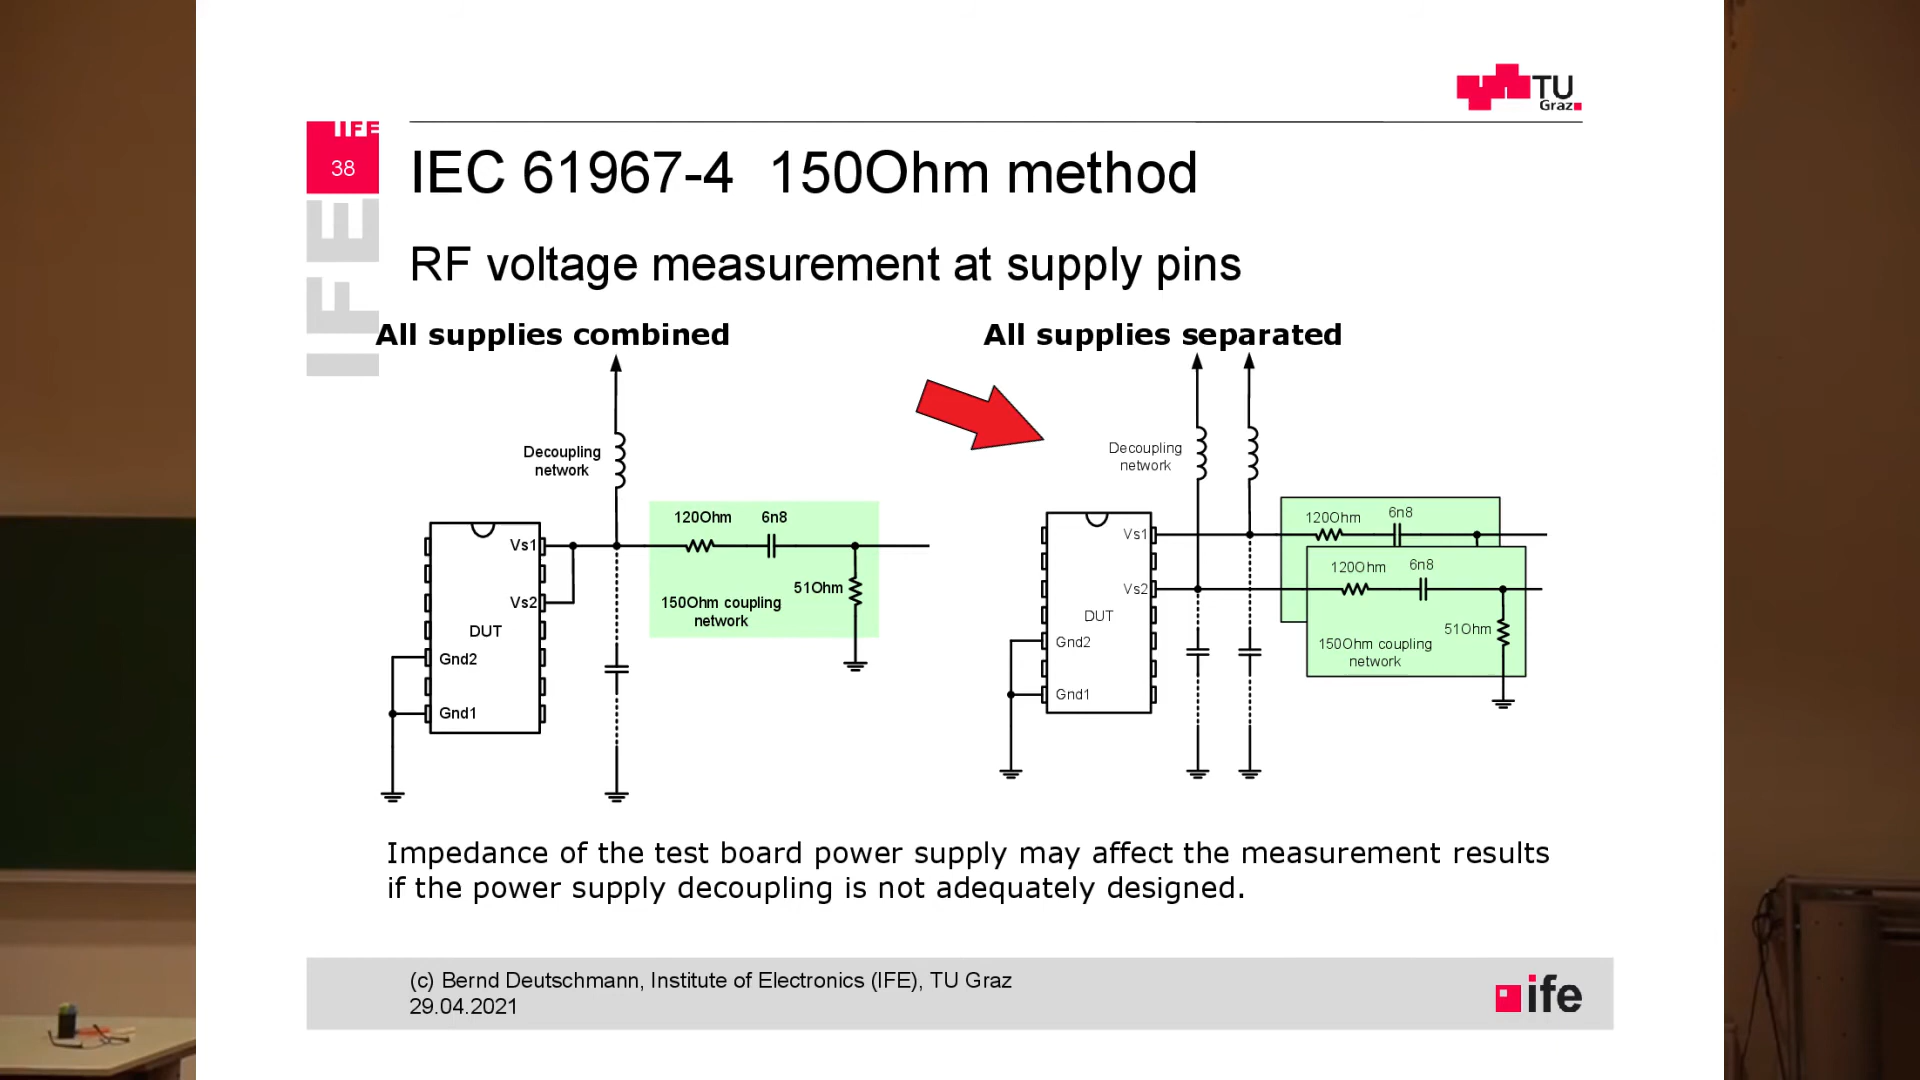 TU
Graz
IFE
38
IFE
IEC 61967-4 150Ohm method
RF voltage measurement at supply pins
All supplies combined
Decoupling
network
120Ohm 6n8
Vs1
51Ohm
Vs2
150Ohm coupling
network
DUT
Gnd2
Gnd1
All supplies separated
Decoupling
network
120Ohm 6n8
Vs1
120Ohm 6n8
Vs2
DUT
51Ohm
Gnd2
150Ohm coupling
network
Gnd1
Impedance of the test board power supply may affect the measurement results
if the power supply decoupling is not adequately designed.
(c) Bernd Deutschmann, Institute of Electronics (IFE), TU Graz
29.04.2021
ife